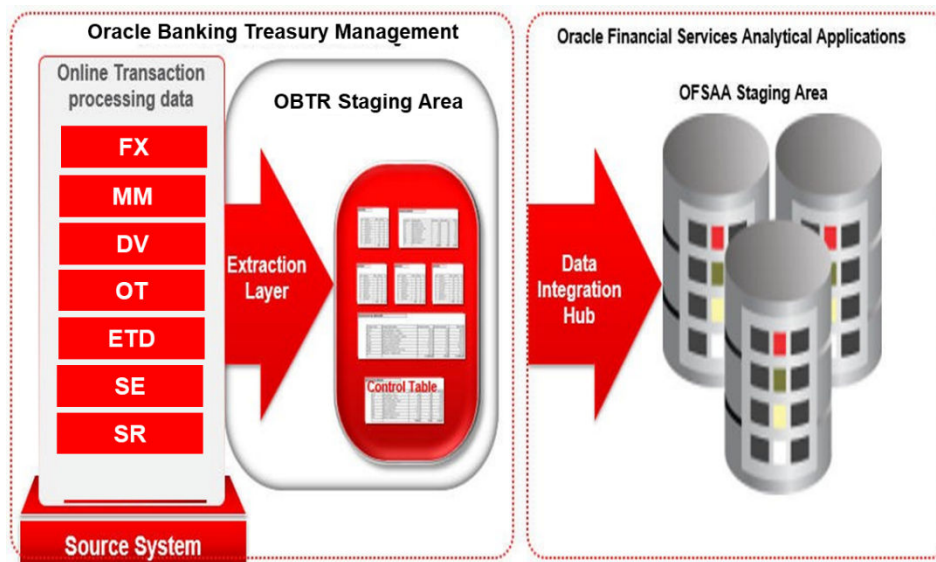 Oracle Banking Treasury Management
Online Transaction
processing data
FX
MM
DV
OT
ETD
SE
SR
Source System
Extraction
Layer
OBTR Staging Area
Control Table
Oracle Financial Services Analytical Applications
Data
Integration
Hub
OFSAA Staging Area